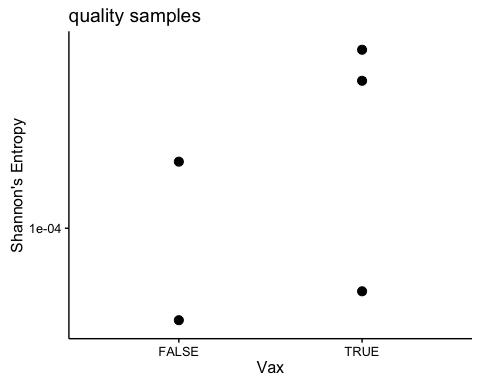 quality samples
Shannon's Entropy
1e-04
FALSE
TRUE
Vax